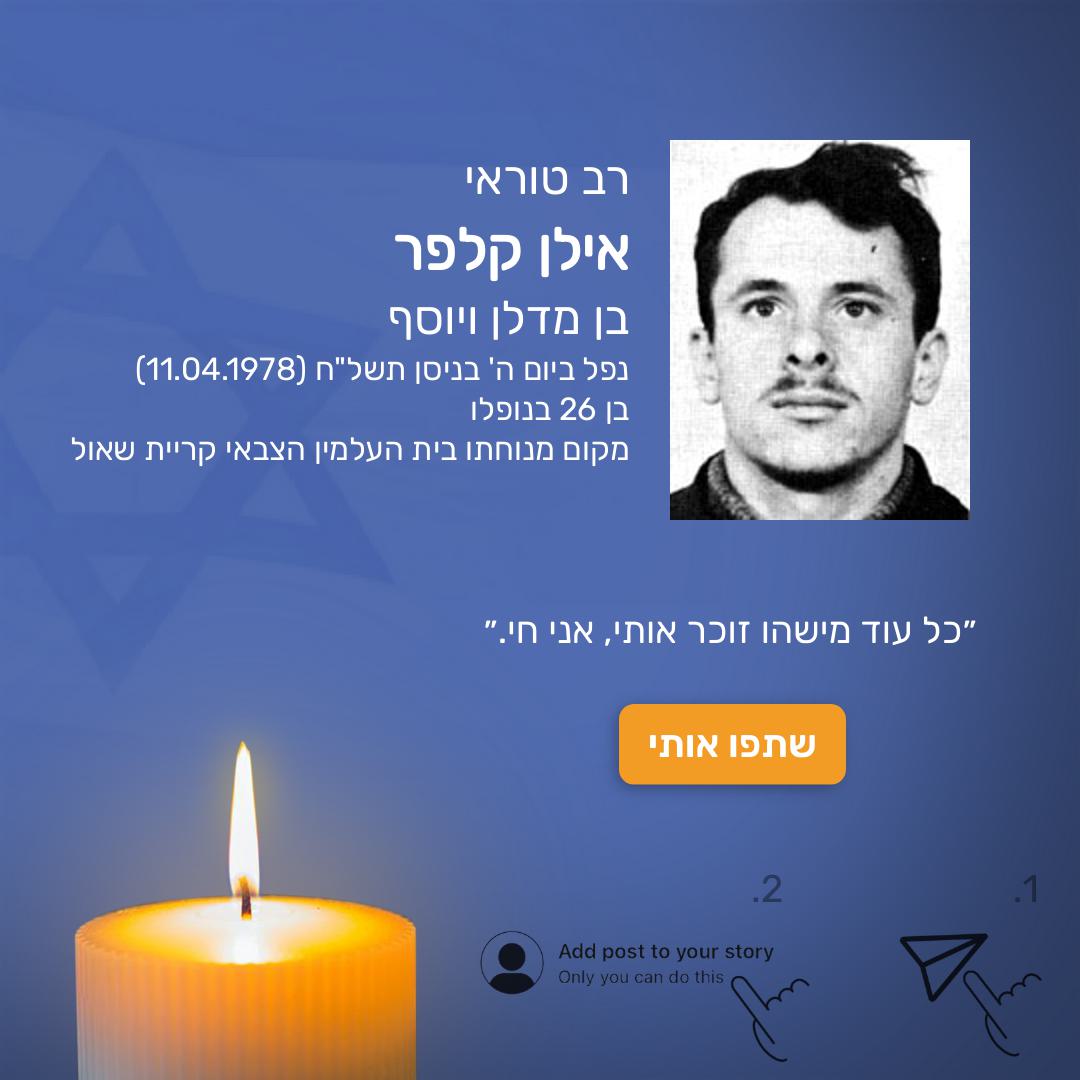 רב טוראי
אילן קלפר
בן מדלן ויוסף
נפל ביום ה' בניסן תשל"ח (11.04.1978)
בן 26 בנופלו
מקום מנוחתו בית העלמין הצבאי קריית שאול
״כל עוד מישהו זוכר אותי, אני חי.״
שתפו אותי
1.
2.
Add post to your story
Only you can do this